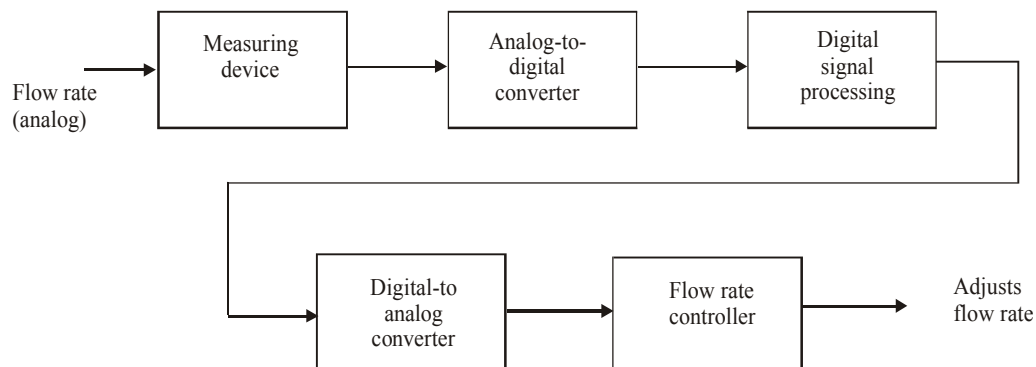 Measuring
device
Analog-to-
digital
converter
Digital
signal
processing
Flow rate
(analog)
Digital-to
analog
converter
Flow rate
controller
Adjusts
flow rate